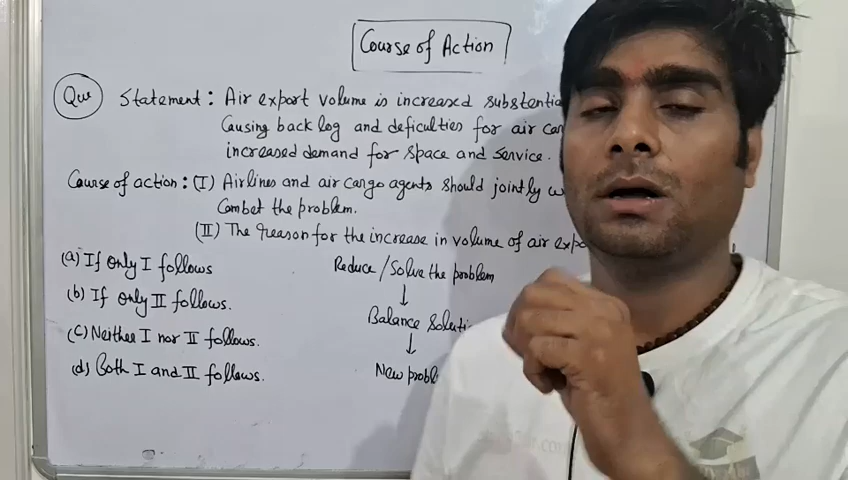 Course of Action
Que Statement: Air export volume is increased substentia
Causing back log and deficulties for air car
increased demand for space and service.
Course of action: (I) Airlines and air cargo agents should jointly w
Combet the problem.
(II) The reason for the increase in volume of air expo
(a) If only I follows
(b) If only II follows.
(c) Neither I nor II follows.
(d) Both I and II follows.
Reduce/Solve the problem
↓
Balance Soluti
↓
New probl